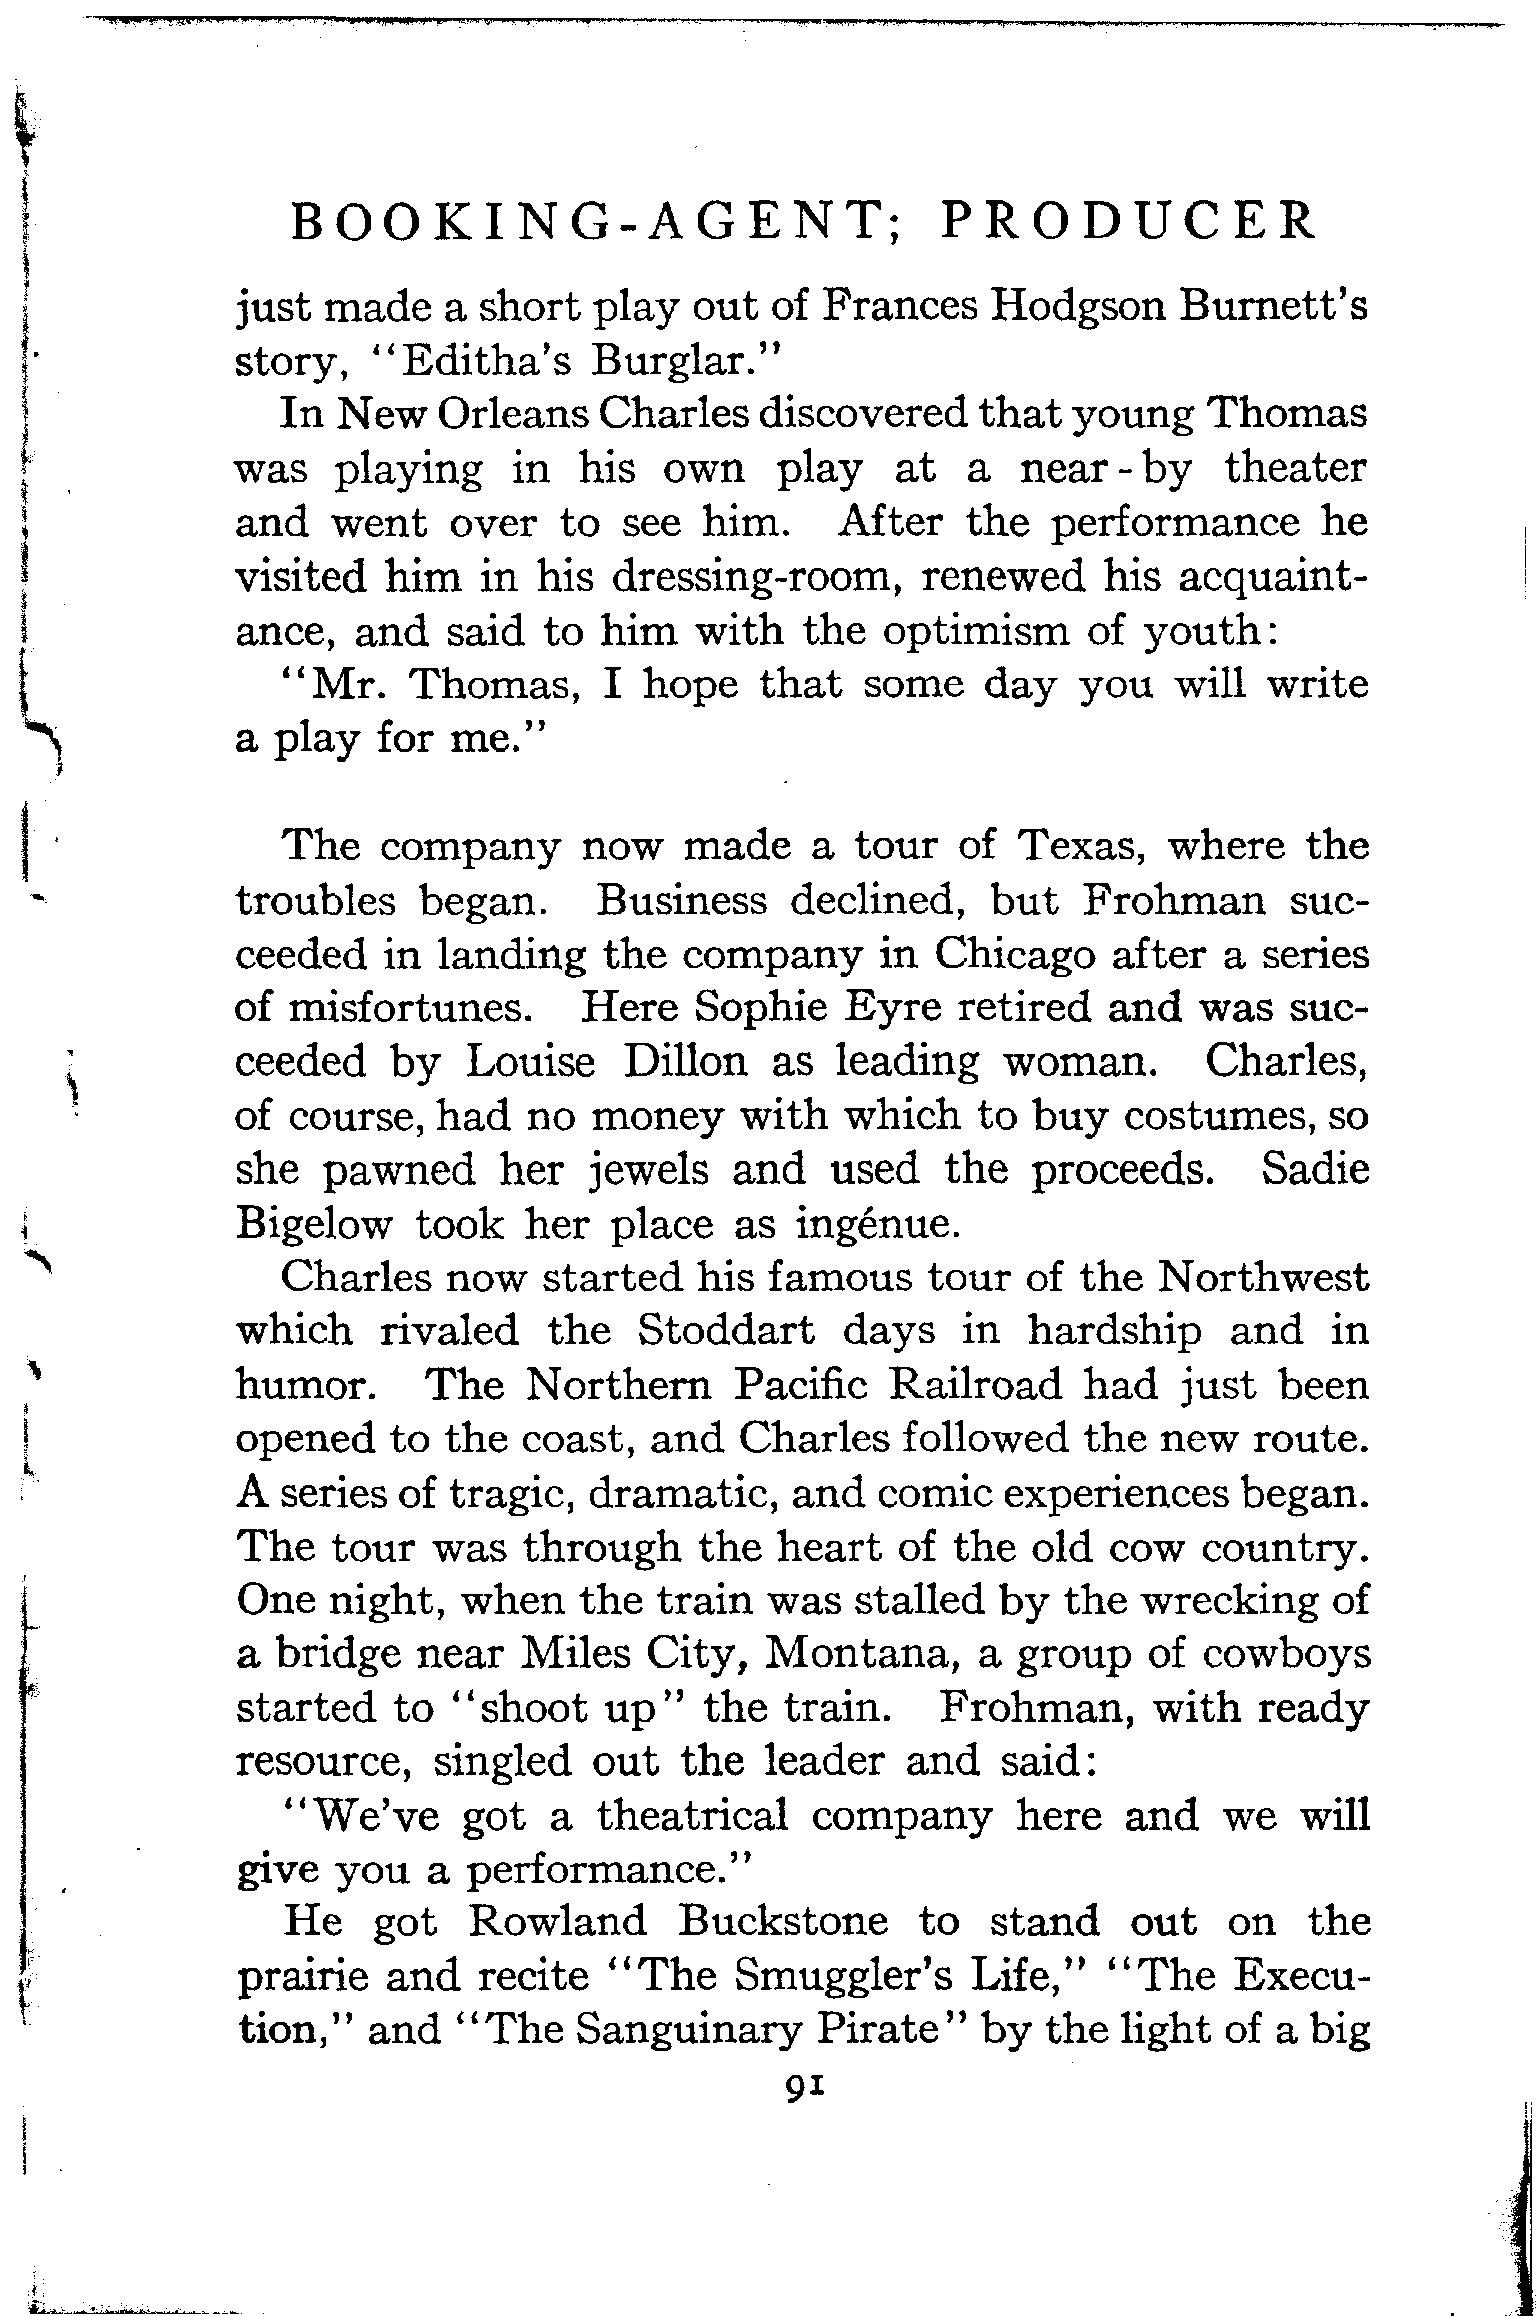 BOOKING-AGENT; PRODUCER
just made a short play out of Frances Hodgson Burnett's
story, "Editha's Burglar."
In New Orleans Charles discovered that young Thomas
was playing in his own play at a near-by theater
and went over to see him. After the performance he
visited him in his dressing-room, renewed his acquaint-
ance, and said to him with the optimism of youth:
"Mr. Thomas, I hope that some day you will write
a play for me."
The company now made a tour of Texas, where the
troubles began. Business declined, but Frohman suc-
ceeded in landing the company in Chicago after a series
of misfortunes. Here Sophie Eyre retired and was suc-
ceeded by Louise Dillon as leading woman. Charles,
of course, had no money with which to buy costumes, so
she pawned her jewels and used the proceeds. Sadie
Bigelow took her place as ingénue.
Charles now started his famous tour of the Northwest
which rivaled the Stoddart days in hardship and in
humor. The Northern Pacific Railroad had just been
opened to the coast, and Charles followed the new route.
A series of tragic, dramatic, and comic experiences began.
The tour was through the heart of the old cow country.
One night, when the train was stalled by the wrecking of
a bridge near Miles City, Montana, a group of cowboys
started to "shoot up" the train. Frohman, with ready
resource, singled out the leader and said:
"We've got a theatrical company here and we will
give you a performance."
He got Rowland Buckstone to stand out on the
prairie and recite "The Smuggler's Life," "The Execu-
tion," and "The Sanguinary Pirate" by the light of a big
91